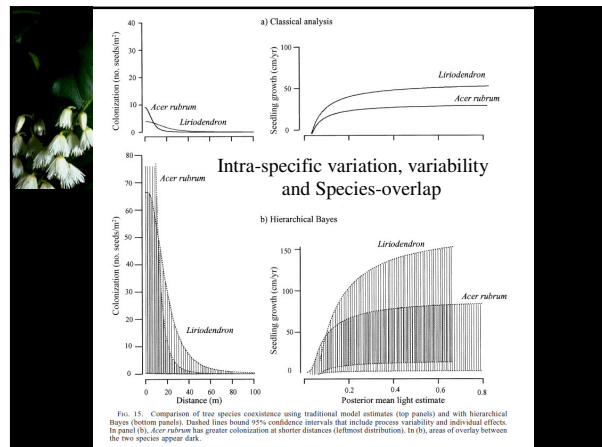 a) Classical analysis
40
30
20
10
0
Colonization (no. seeds/m²)
Acer rubrum
Liriodendron
100
50
0
Seedling growth (cm/yr)
Liriodendron
Acer rubrum
Intra-specific variation, variability
and Species-overlap
b) Hierarchical Bayes
80
70
60
50
40
30
20
10
0
Colonization (no. seeds/m²)
Acer rubrum
Liriodendron
0 20 40 60 80 100
Distance (m)
150
100
50
0
Seedling growth (cm/yr)
Liriodendron
Acer rubrum
0.2 0.4 0.6 0.8
Posterior mean light estimate
FIG. 15. Comparison of tree species coexistence using traditional model estimates (top panels) and with hierarchical
Bayes (bottom panels). Dashed lines bound 95% confidence intervals that include process variability and individual effects.
In panel (b), Acer rubrum has greater colonization at shorter distances (leftmost distribution). In (b), areas of overlay between
the two species appear dark.